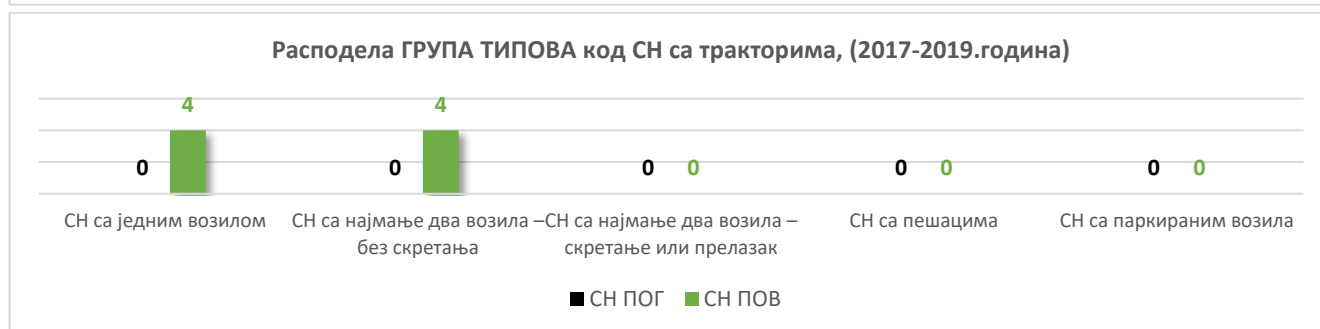 Расподела ГРУПА ТИПОВА код СН са тракторима, (2017-2019.година)
4 4
0 0 0 0 0 0 0 0
СН са једним возилом СН са најмање два возила – СН са најмање два возила – СН са пешацима СН са паркираним возила
без скретања скретање или прелазак
СН ПОГ СН ПОВ